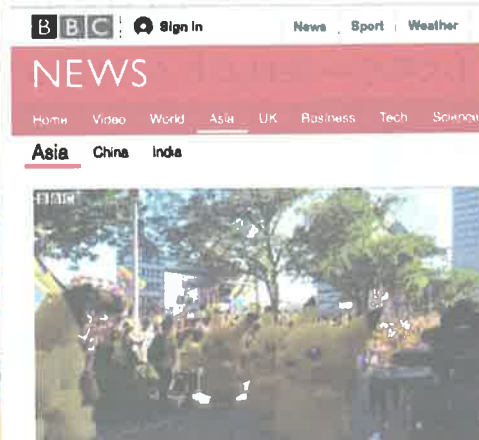 BBC Sign in News Sport Weather
NEWS
Home Video World Asia UK Business Tech Science
Asia China India
BBC